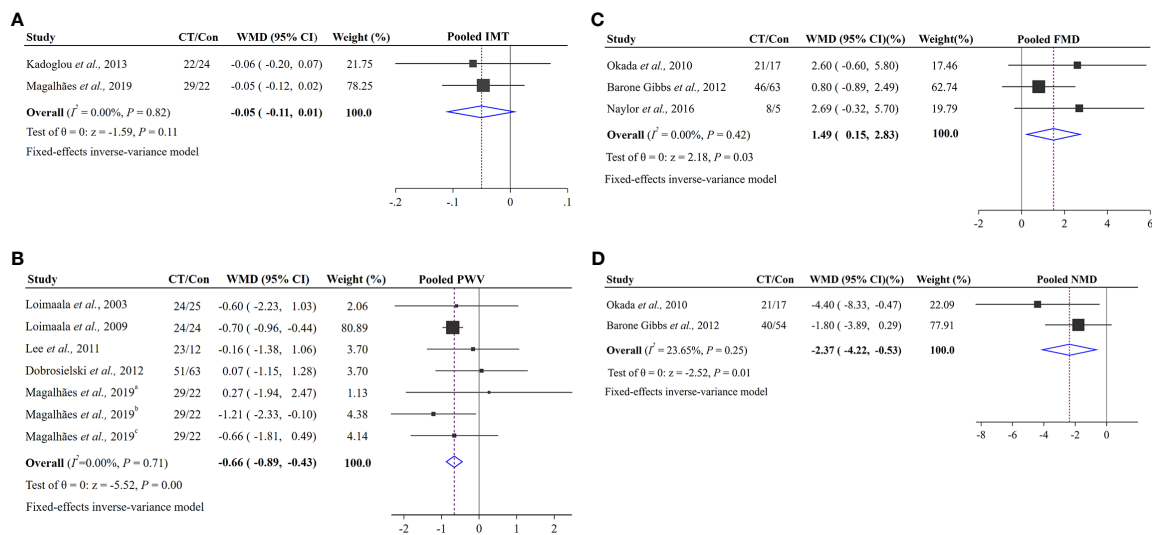 A
Study CT/Con WMD (95% CI) Weight (%) Pooled IMT
Kadoglou et al., 2013 22/24 -0.06 (-0.20, 0.07) 21.75
Magalhães et al., 2019 29/22 -0.05 (-0.12, 0.02) 78.25
Overall (I² = 0.00%, P = 0.82) -0.05 (-0.11, 0.01) 100.0
Test of θ = 0: z = -1.59, P = 0.11
Fixed-effects inverse-variance model
-.2 -.1 0 .1
B
Study CT/Con WMD (95% CI) Weight (%) Pooled PWV
Loimaala et al., 2003 24/25 -0.60 (-2.23, 1.03) 2.06
Loimaala et al., 2009 24/24 -0.70 (-0.96, -0.44) 80.89
Lee et al., 2011 23/12 -0.16 (-1.38, 1.06) 3.70
Dobrosielski et al., 2012 51/63 0.07 (-1.15, 1.28) 3.70
Magalhães et al., 2019ᵃ 29/22 0.27 (-1.94, 2.47) 1.13
Magalhães et al., 2019ᵇ 29/22 -1.21 (-2.33, -0.10) 4.38
Magalhães et al., 2019ᶜ 29/22 -0.66 (-1.81, 0.49) 4.14
Overall (I²=0.00%, P = 0.71) -0.66 (-0.89, -0.43) 100.0
Test of θ = 0: z = -5.52, P = 0.00
Fixed-effects inverse-variance model
-2 -1 0 1 2
C
Study CT/Con WMD (95% CI)(%) Weight(%) Pooled FMD
Okada et al., 2010 21/17 2.60 (-0.60, 5.80) 17.46
Barone Gibbs et al., 2012 46/63 0.80 (-0.89, 2.49) 62.74
Naylor et al., 2016 8/5 2.69 (-0.32, 5.70) 19.79
Overall (I² = 0.00%, P = 0.42) 1.49 ( 0.15, 2.83) 100.0
Test of θ = 0: z = 2.18, P = 0.03
Fixed-effects inverse-variance model
-2 0 2 4 6
D
Study CT/Con WMD (95% CI)(%) Weight (%) Pooled NMD
Okada et al., 2010 21/17 -4.40 (-8.33, -0.47) 22.09
Barone Gibbs et al., 2012 40/54 -1.80 (-3.89, 0.29) 77.91
Overall (I² = 23.65%, P = 0.25) -2.37 (-4.22, -0.53) 100.0
Test of θ = 0: z = -2.52, P = 0.01
Fixed-effects inverse-variance model
-8 -6 -4 -2 0